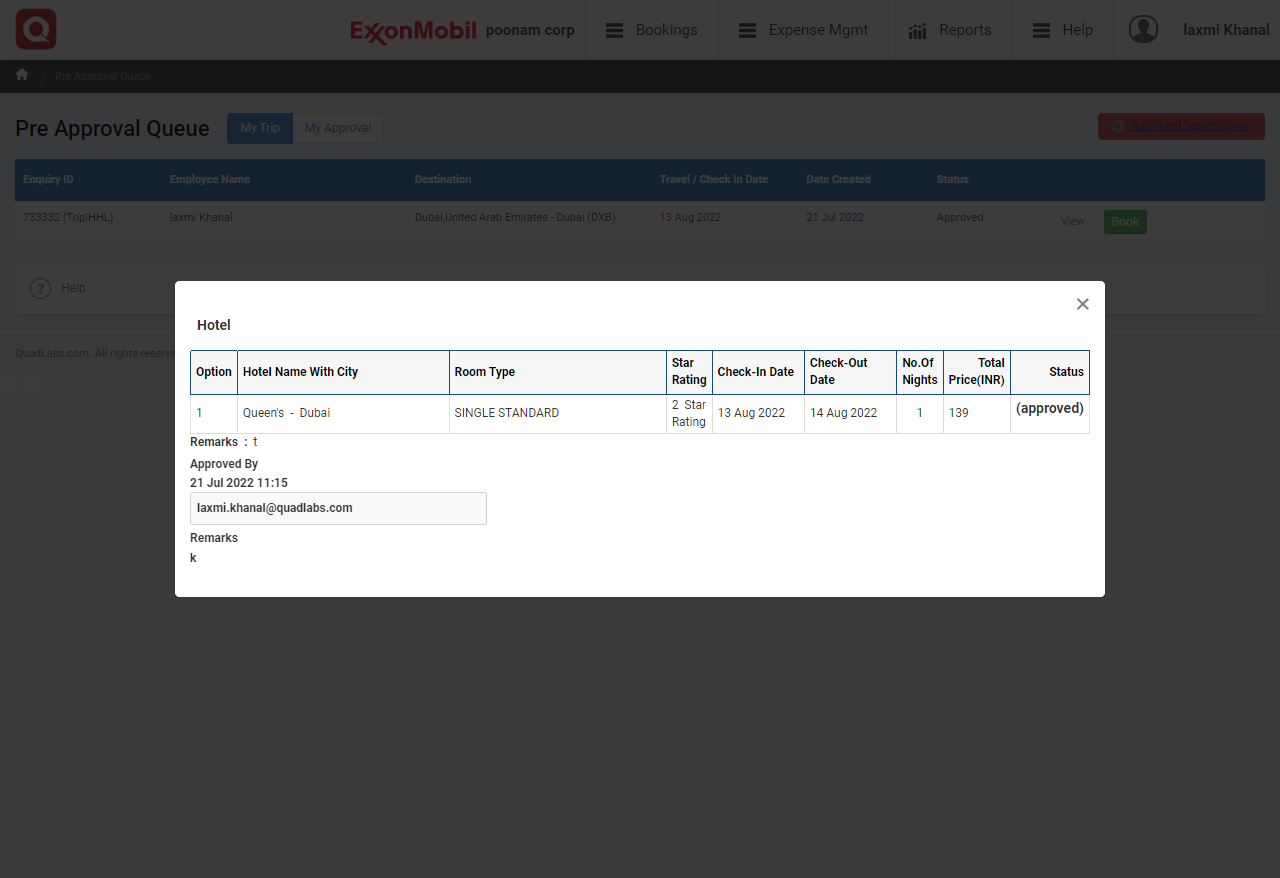 ExxonMobil poonam corp Bookings Expense Mgmt Reports Help laxmi Khanal
Pre Approval Queue
Pre Approval Queue My Trip My Approval Additional Search Option
Enquiry ID Employee Name Destination Travel / Check In Date Date Created Status
733332 (Trip|HHL) laxmi Khanal Dubai,United Arab Emirates - Dubai (DXB) 13 Aug 2022 21 Jul 2022 Approved View Book
? Help
QuadLabs.com. All rights reserve
×
Hotel
Option Hotel Name With City Room Type Star Rating Check-In Date Check-Out Date No.Of Nights Total Price(INR) Status
1 Queen's - Dubai SINGLE STANDARD 2 Star Rating 13 Aug 2022 14 Aug 2022 1 139 (approved)
Remarks : t
Approved By
21 Jul 2022 11:15
laxmi.khanal@quadlabs.com
Remarks
k